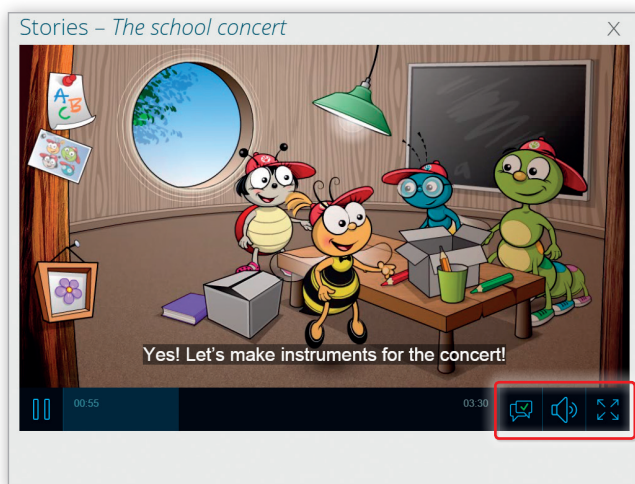 Stories – The school concert
X
A
B
C
Yes! Let's make instruments for the concert!
00:55
03:30